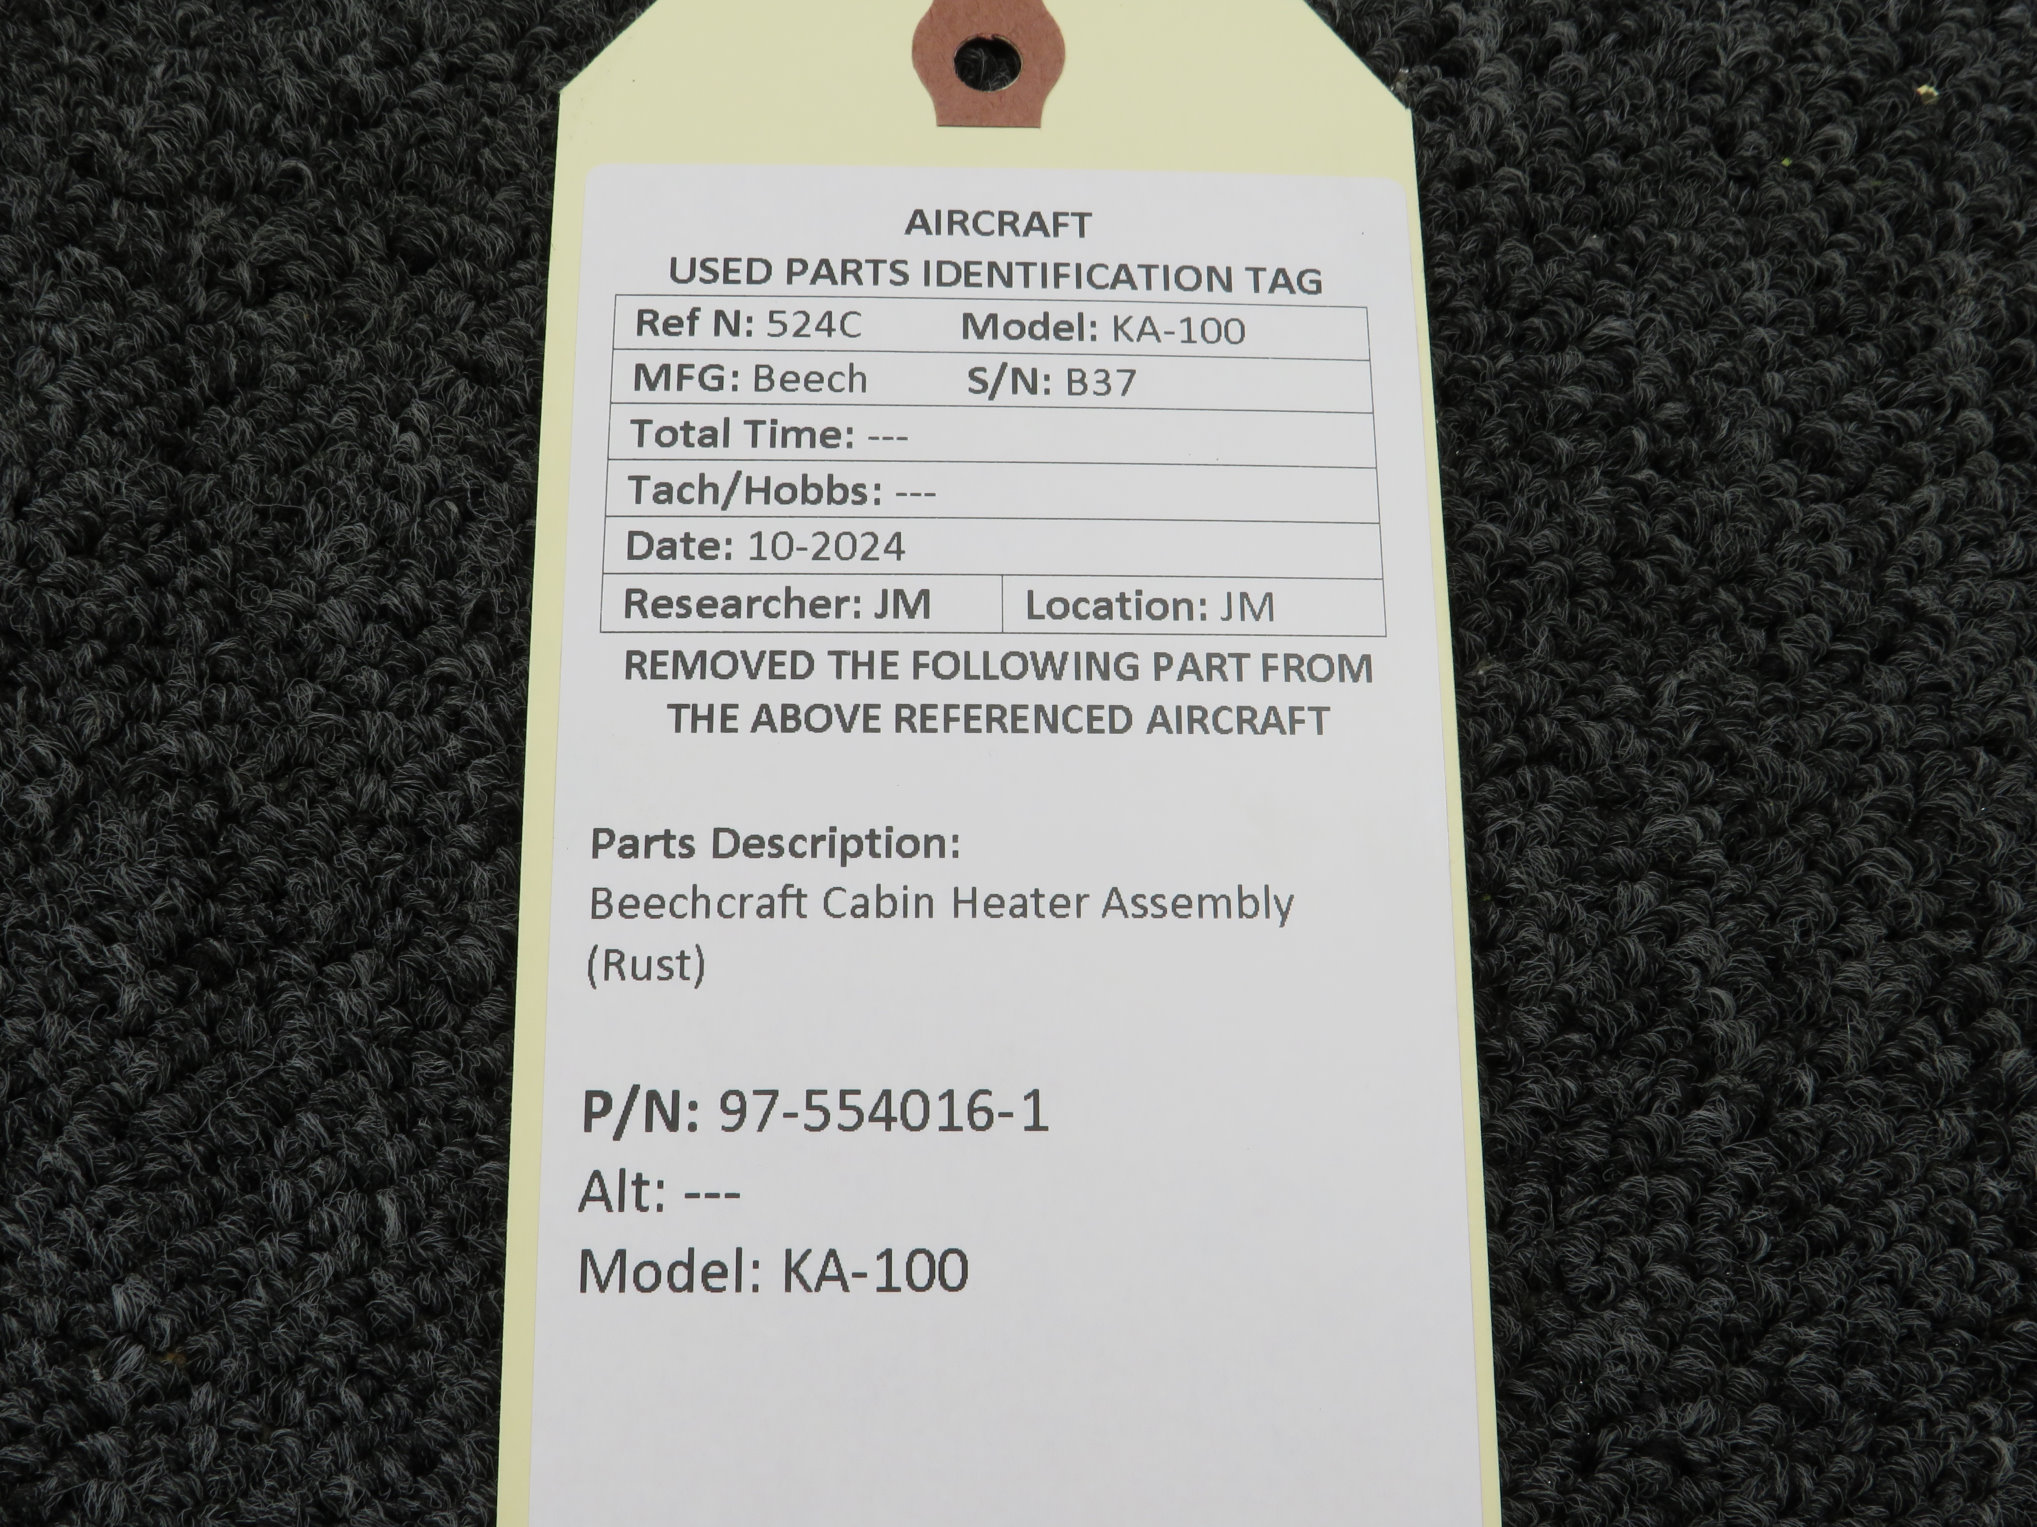 AIRCRAFT
USED PARTS IDENTIFICATION TAG
Ref N: 524C Model: KA-100
MFG: Beech S/N: B37
Total Time: ---
Tach/Hobbs: ---
Date: 10-2024
Researcher: JM Location: JM
REMOVED THE FOLLOWING PART FROM
THE ABOVE REFERENCED AIRCRAFT
Parts Description:
Beechcraft Cabin Heater Assembly
(Rust)
P/N: 97-554016-1
Alt: ---
Model: KA-100